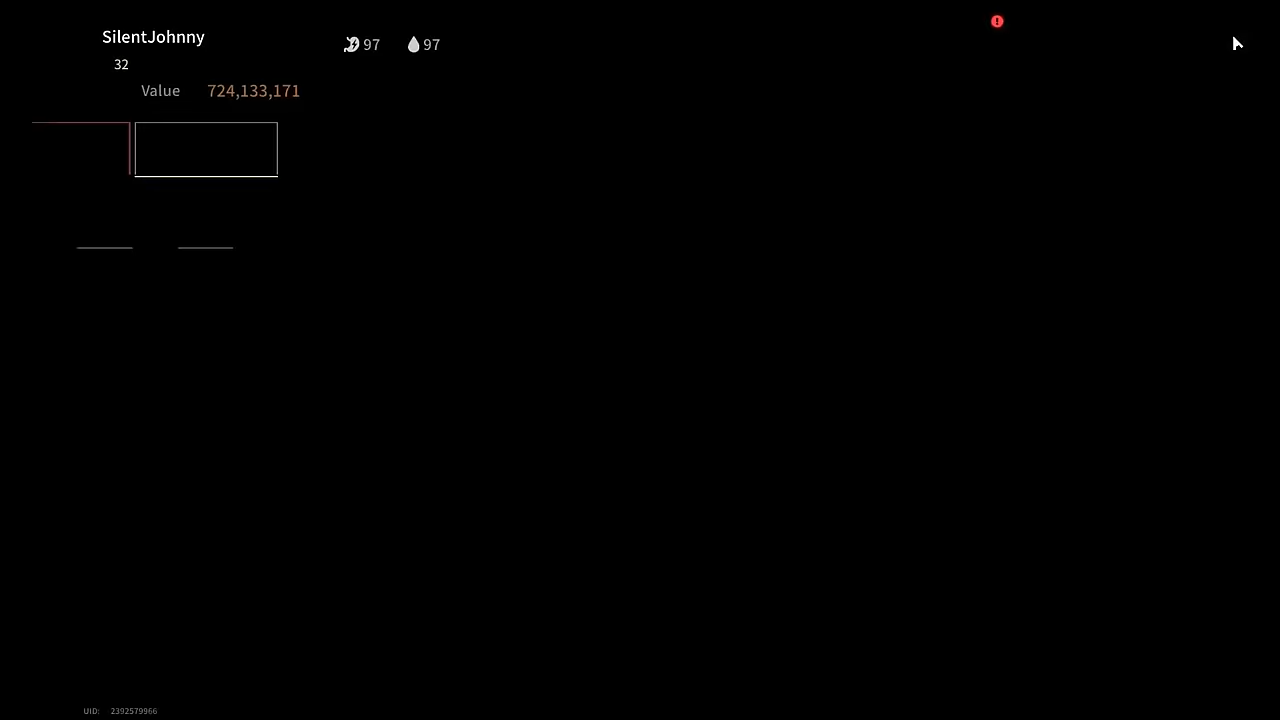 SilentJohnny
97 97
32
Value 724,133,171
UID: 2392579966